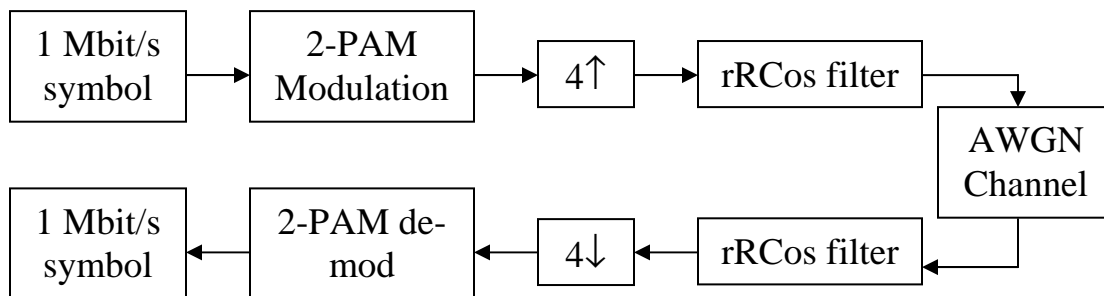 1 Mbit/s
symbol
2-PAM
Modulation
4↑
rRCos filter
AWGN
Channel
1 Mbit/s
symbol
2-PAM de-
mod
4↓
rRCos filter